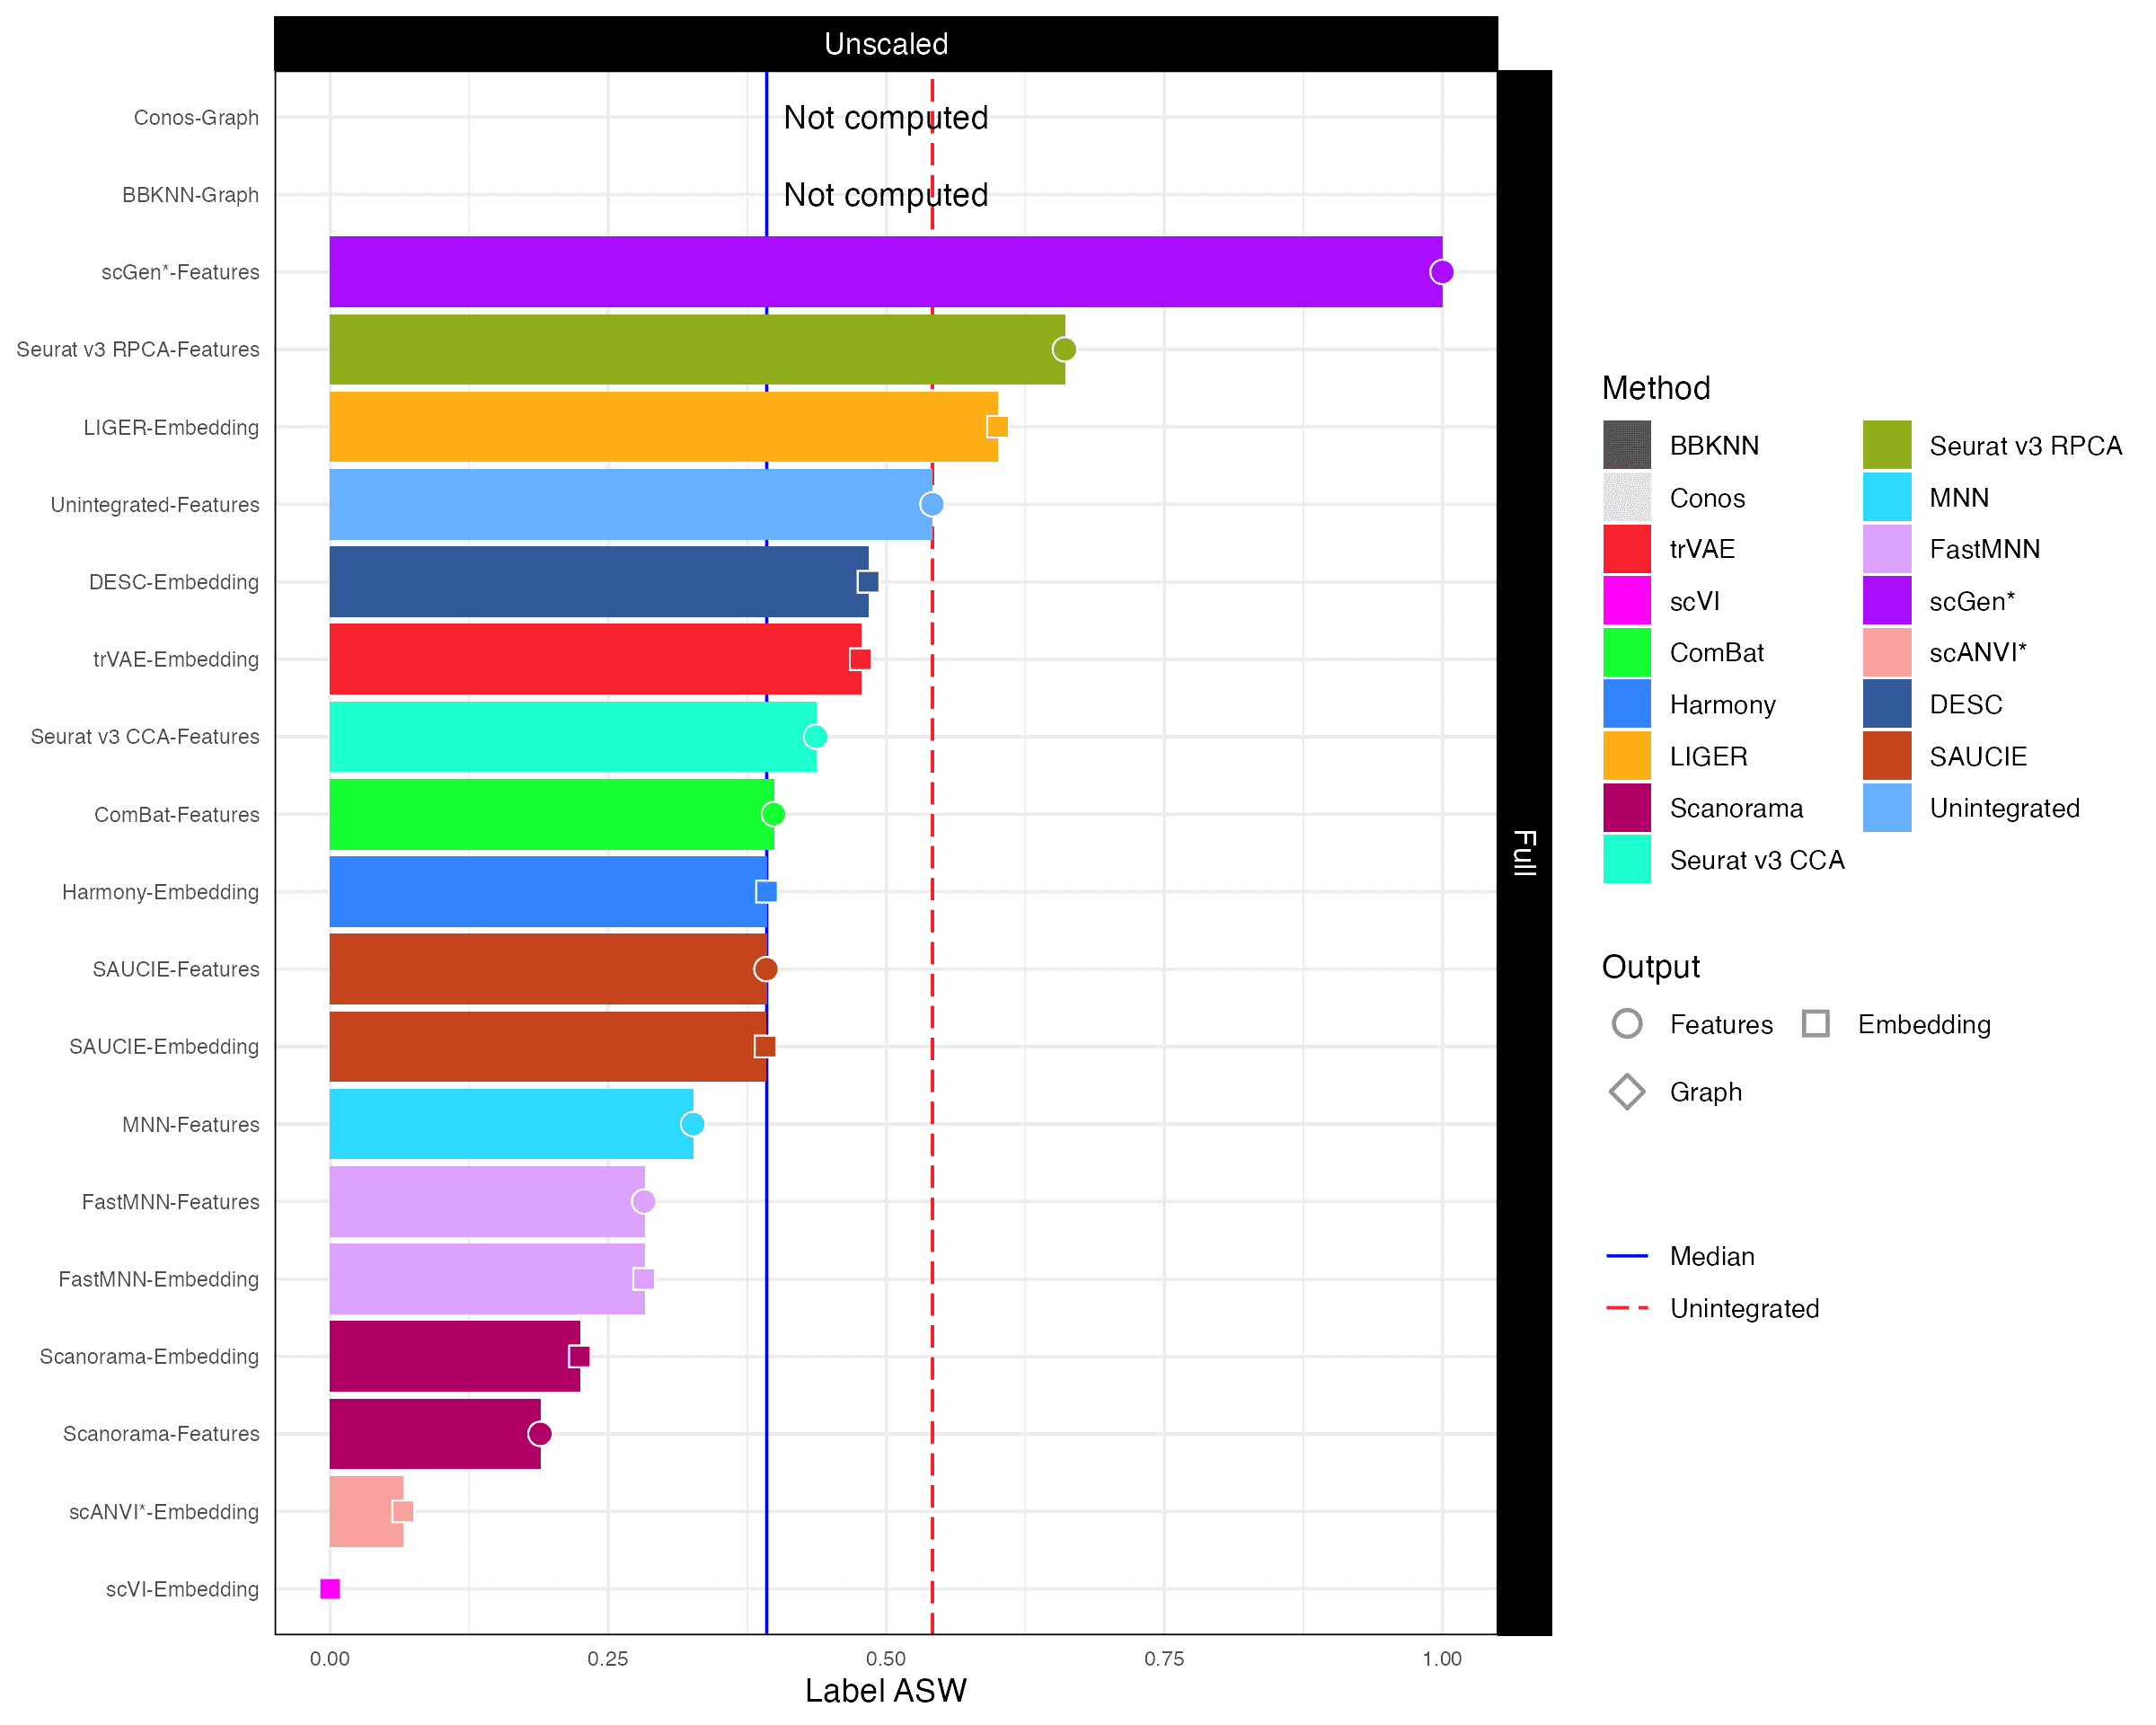 Unscaled
Conos-Graph
Not computed
BBKNN-Graph
Not computed
scGen*-Features
Seurat v3 RPCA-Features
LIGER-Embedding
Unintegrated-Features
DESC-Embedding
trVAE-Embedding
Seurat v3 CCA-Features
ComBat-Features
Harmony-Embedding
SAUCIE-Features
SAUCIE-Embedding
MNN-Features
FastMNN-Features
FastMNN-Embedding
Scanorama-Embedding
Scanorama-Features
scANVI*-Embedding
scVI-Embedding
0.00 0.25 0.50 0.75 1.00
Label ASW
Full
Method
BBKNN
Conos
trVAE
scVI
ComBat
Harmony
LIGER
Scanorama
Seurat v3 CCA
Seurat v3 RPCA
MNN
FastMNN
scGen*
scANVI*
DESC
SAUCIE
Unintegrated
Output
Features Embedding
Graph
Median
Unintegrated